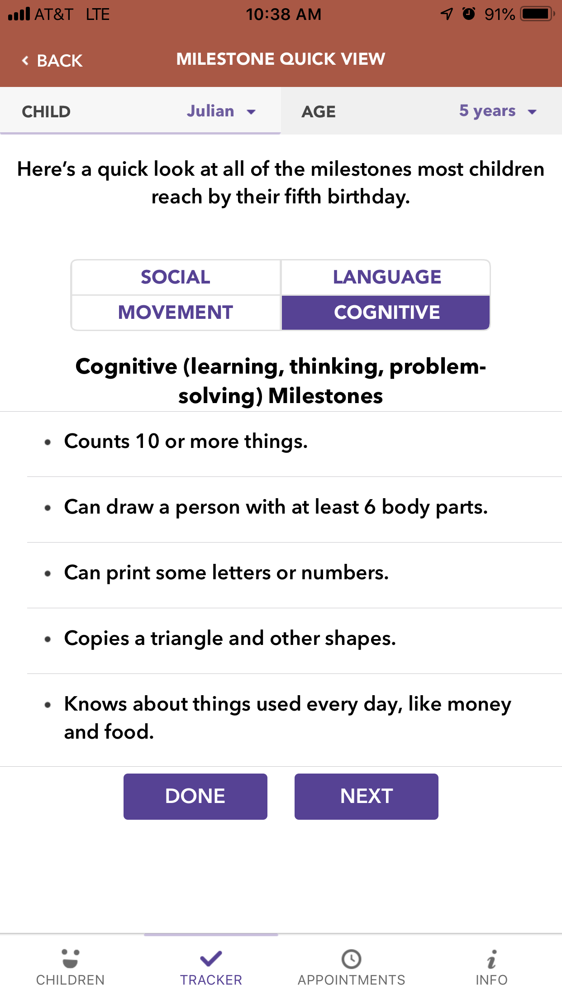 AT&T LTE 10:38 AM 91%
BACK MILESTONE QUICK VIEW
CHILD Julian AGE 5 years
Here’s a quick look at all of the milestones most children
reach by their fifth birthday.
SOCIAL LANGUAGE
MOVEMENT COGNITIVE
Cognitive (learning, thinking, problem-
solving) Milestones
• Counts 10 or more things.
• Can draw a person with at least 6 body parts.
• Can print some letters or numbers.
• Copies a triangle and other shapes.
• Knows about things used every day, like money
and food.
DONE NEXT
CHILDREN TRACKER APPOINTMENTS INFO